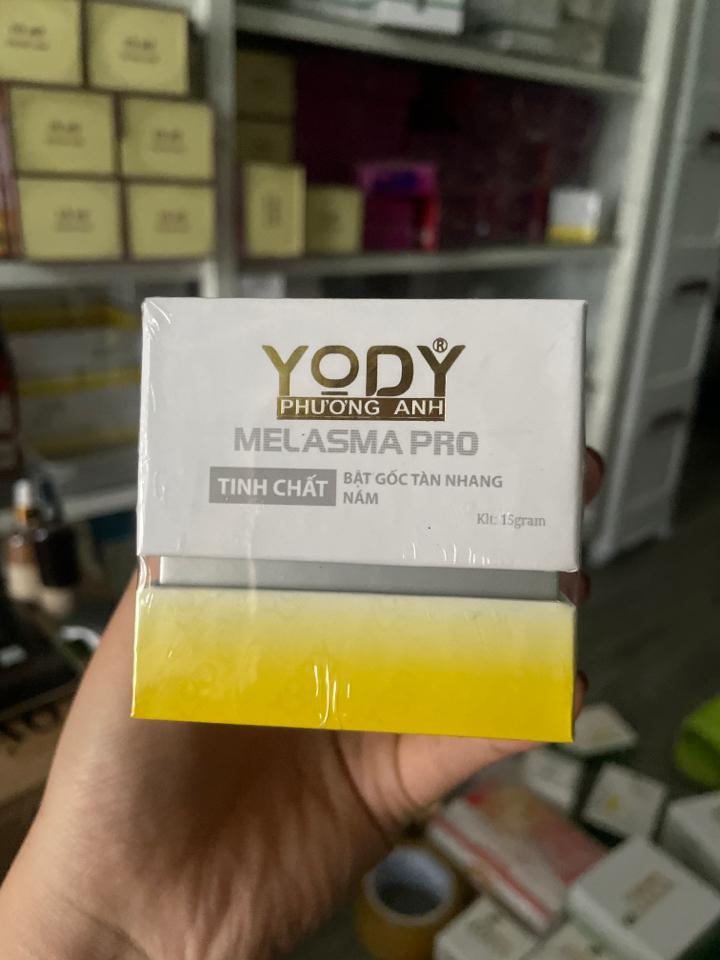 YODY®
PHƯƠNG ANH
MELASMA PRO
TINH CHẤT
BẬT GỐC TÀN NHANG
NÁM
Klt: 15gram